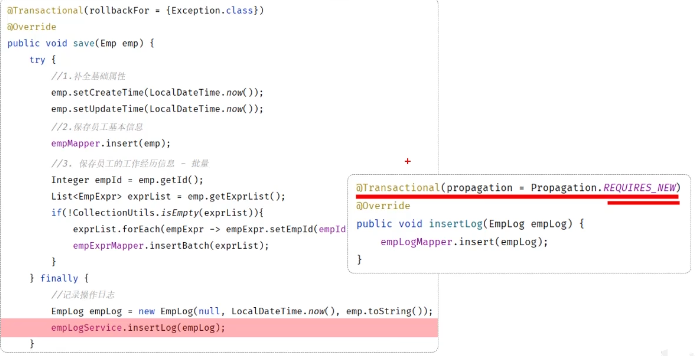 @Transactional(rollbackFor = {Exception.class})
@Override
public void save(Emp emp) {
try {
//1.补全基础属性
emp.setCreateTime(LocalDateTime.now());
emp.setUpdateTime(LocalDateTime.now());
//2.保存员工基本信息
empMapper.insert(emp);
//3. 保存员工的工作经历信息 - 批量
Integer empId = emp.getId();
List<EmpExpr> exprList = emp.getExprList();
if(!CollectionUtils.isEmpty(exprList)){
exprList.forEach(empExpr -> empExpr.setEmpId(empId
empExprMapper.insertBatch(exprList);
}
} finally {
//记录操作日志
EmpLog empLog = new EmpLog(null, LocalDateTime.now(), emp.toString());
empLogService.insertLog(empLog);
}
@Transactional(propagation = Propagation.REQUIRES_NEW)
@Override
public void insertLog(EmpLog empLog) {
empLogMapper.insert(empLog);
}